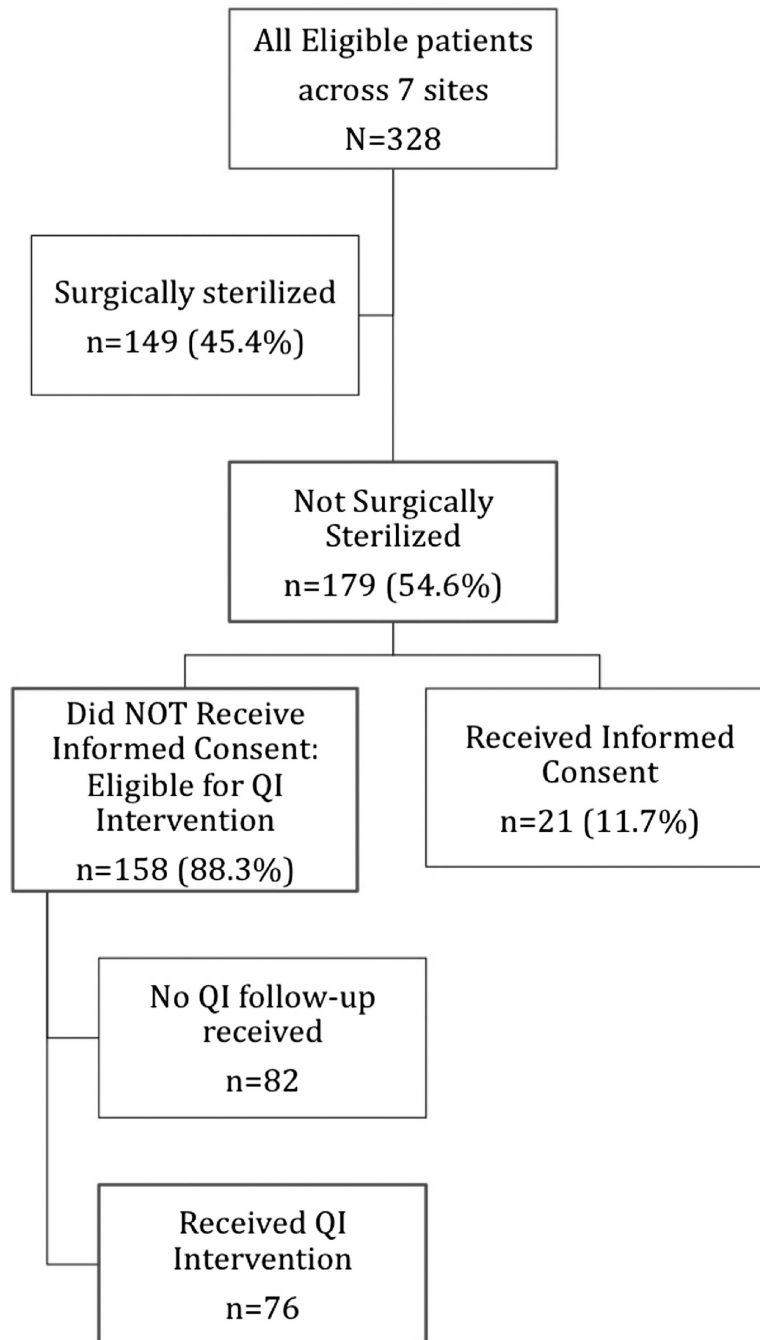 All Eligible patients
across 7 sites
N=328
Surgically sterilized
n=149 (45.4%)
Not Surgically
Sterilized
n=179 (54.6%)
Did NOT Receive
Informed Consent:
Eligible for QI
Intervention
n=158 (88.3%)
Received Informed
Consent
n=21 (11.7%)
No QI follow-up
received
n=82
Received QI
Intervention
n=76